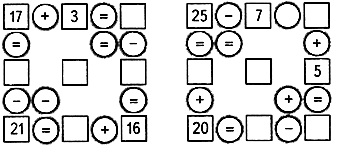 17 + 3 = 25 - 7
= = - = = +
5
- - = + + =
21 = + 16 20 = -